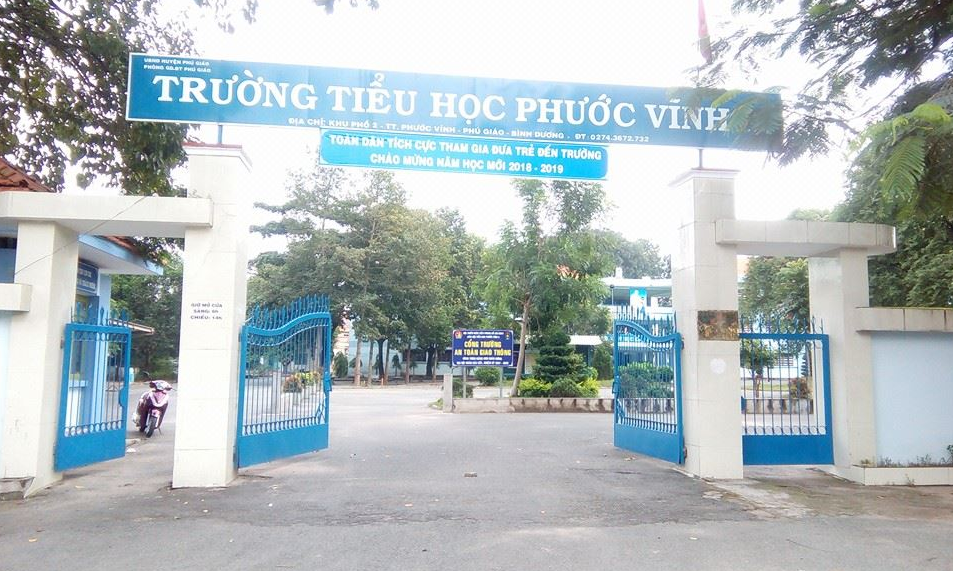 UBND HUYỆN PHÚ GIÁO
PHÒNG GD.ĐT PHÚ GIÁO
TRƯỜNG TIỂU HỌC PHƯỚC VĨNH
ĐỊA CHỈ: KHU PHỐ 2 - TT. PHƯỚC VĨNH - PHÚ GIÁO - BÌNH DƯƠNG . ĐT: 0274.3672.732
TOÀN DÂN TÍCH CỰC THAM GIA ĐƯA TRẺ ĐẾN TRƯỜNG
CHÀO MỪNG NĂM HỌC MỚI 2018 - 2019
GIỜ MỞ CỬA
SÁNG: 6h
CHIỀU: 14h
CỔNG TRƯỜNG
AN TOÀN GIAO THÔNG